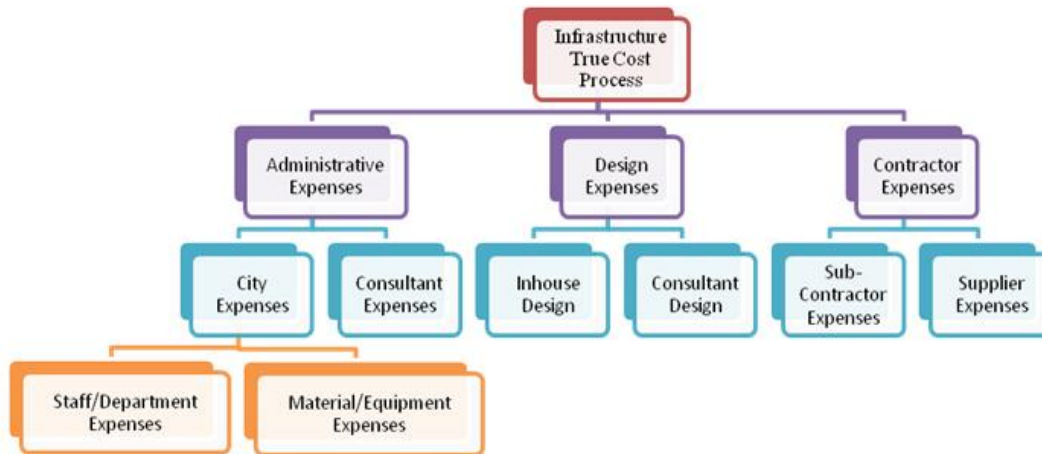 Infrastructure
True Cost
Process
Administrative
Expenses
Design
Expenses
Contractor
Expenses
City
Expenses
Consultant
Expenses
Inhouse
Design
Consultant
Design
Sub-
Contractor
Expenses
Supplier
Expenses
Staff/Department
Expenses
Material/Equipment
Expenses